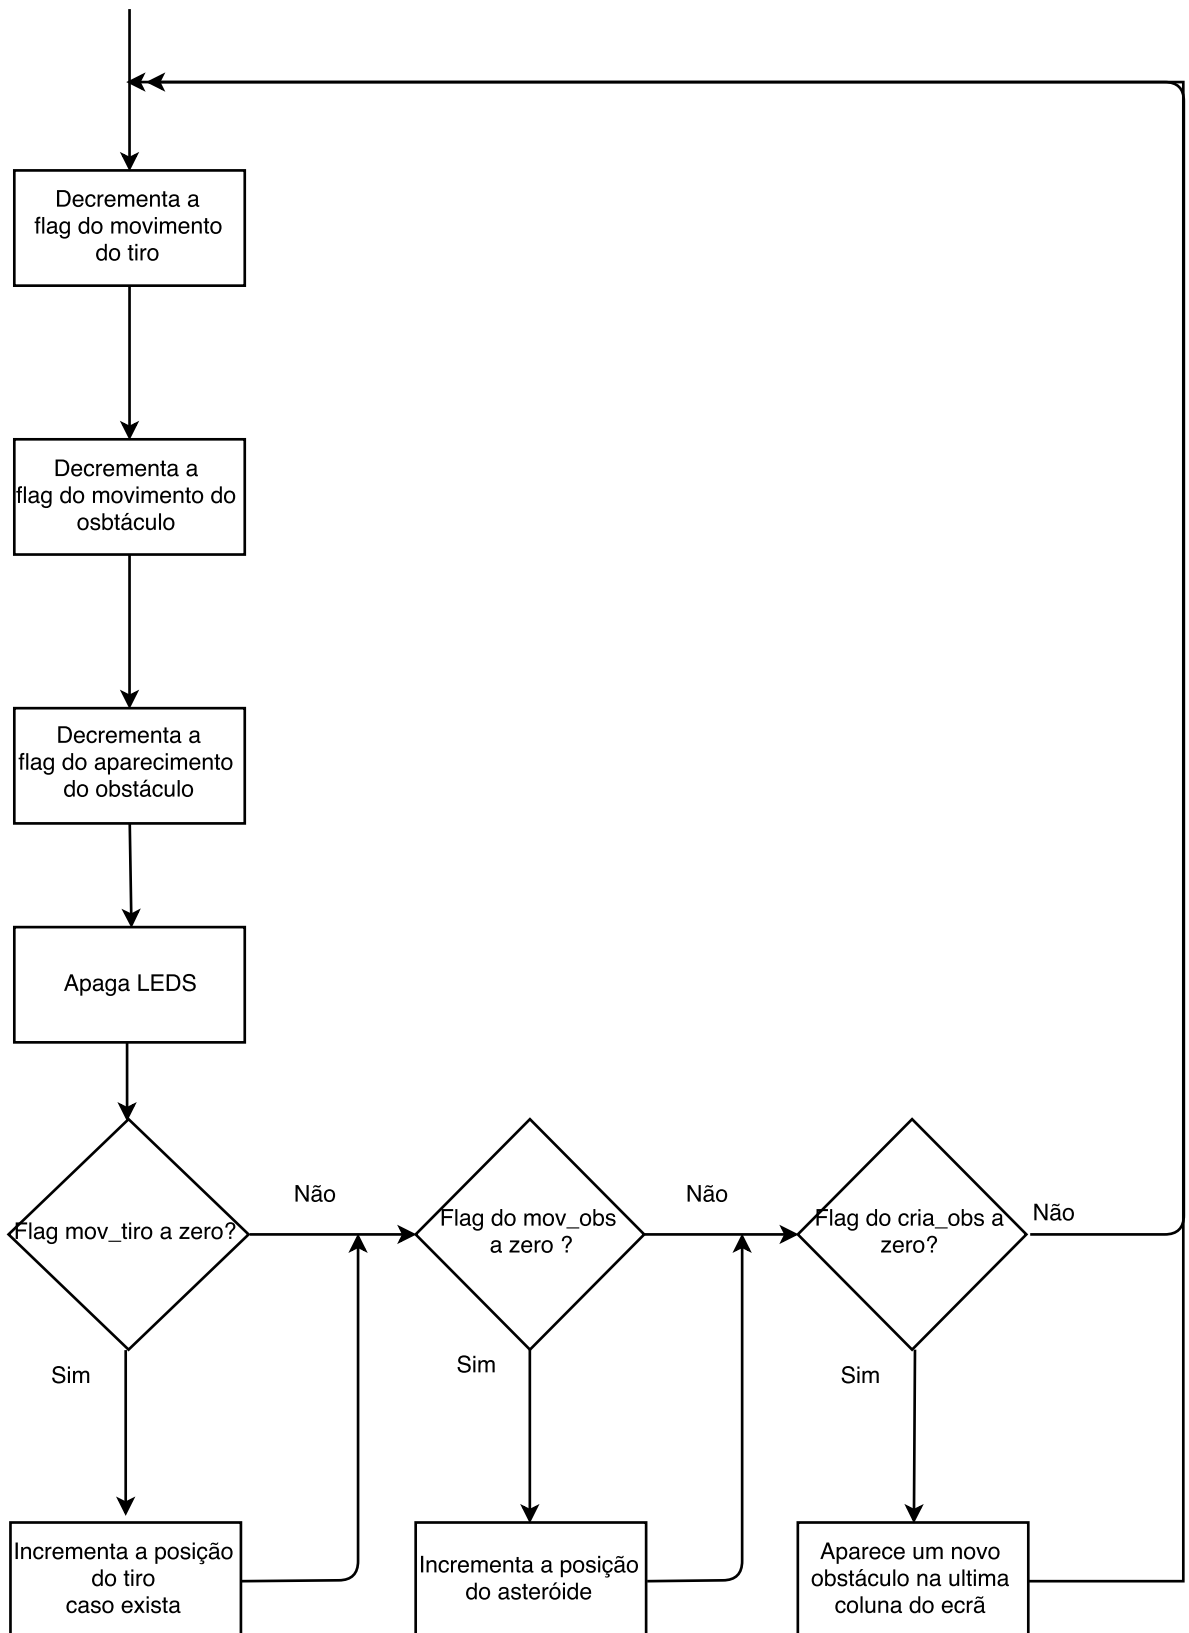 Decrementa a
flag do movimento
do tiro
Decrementa a
flag do movimento do
osbtáculo
Decrementa a
flag do aparecimento
do obstáculo
Apaga LEDS
Flag mov_tiro a zero?
Não
Flag do mov_obs
a zero ?
Não
Flag do cria_obs a
zero?
Não
Sim
Sim
Sim
Incrementa a posição
do tiro
caso exista
Incrementa a posição
do asteróide
Aparece um novo
obstáculo na ultima
coluna do ecrã